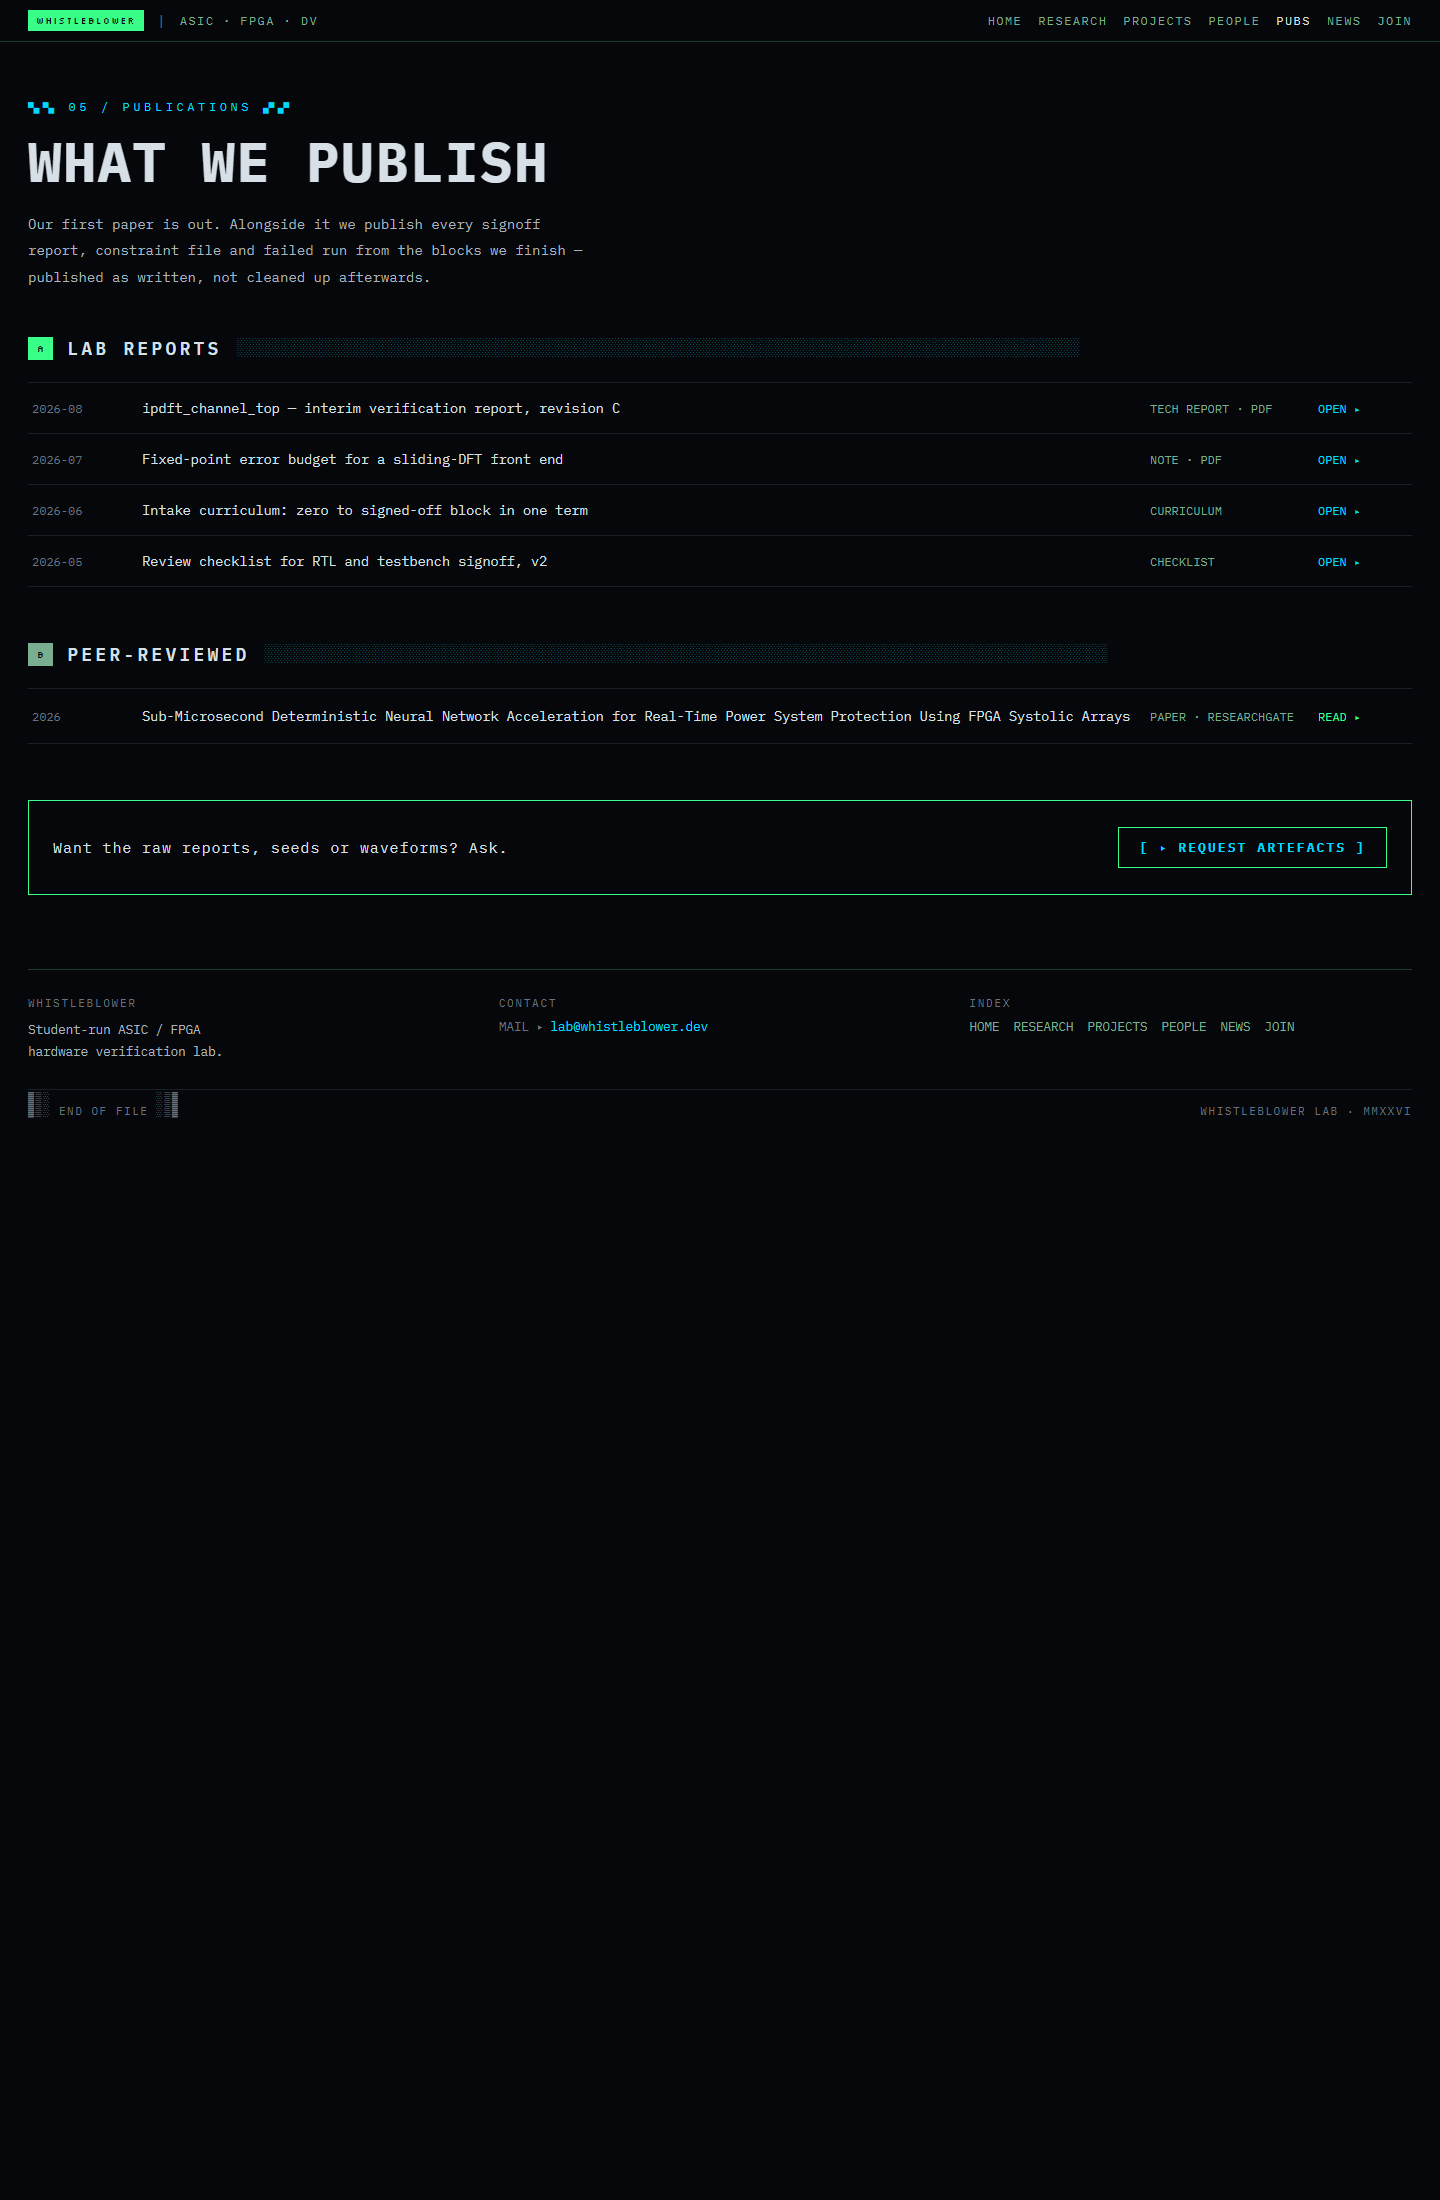 WHISTLEBLOWER | ASIC · FPGA · DV HOME RESEARCH PROJECTS PEOPLE PUBS NEWS JOIN
▚▚ 05 / PUBLICATIONS ▞▞
WHAT WE PUBLISH
Our first paper is out. Alongside it we publish every signoff
report, constraint file and failed run from the blocks we finish —
published as written, not cleaned up afterwards.
A LAB REPORTS
2026-08 ipdft_channel_top — interim verification report, revision C TECH REPORT · PDF OPEN ▸
2026-07 Fixed-point error budget for a sliding-DFT front end NOTE · PDF OPEN ▸
2026-06 Intake curriculum: zero to signed-off block in one term CURRICULUM OPEN ▸
2026-05 Review checklist for RTL and testbench signoff, v2 CHECKLIST OPEN ▸
B PEER-REVIEWED
2026 Sub-Microsecond Deterministic Neural Network Acceleration for Real-Time Power System Protection Using FPGA Systolic Arrays PAPER · RESEARCHGATE READ ▸
Want the raw reports, seeds or waveforms? Ask. [ ▸ REQUEST ARTEFACTS ]
WHISTLEBLOWER
Student-run ASIC / FPGA
hardware verification lab.
CONTACT
MAIL ▸ lab@whistleblower.dev
INDEX
HOME RESEARCH PROJECTS PEOPLE NEWS JOIN
▓▒░ END OF FILE ░▒▓ WHISTLEBLOWER LAB · MMXXVI